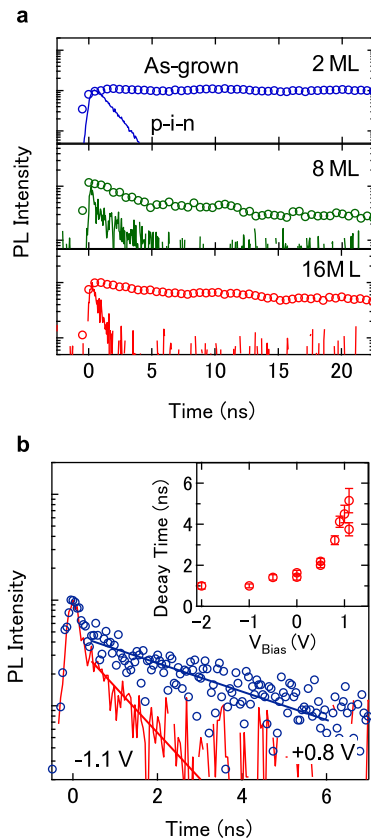 a
As-grown
2 ML
p-i-n
8 ML
16M L
PL Intensity
0
5
10
15
20
Time (ns)
b
PL Intensity
Decay Time (ns)
6
4
2
0
−2
−1
0
1
V_Bias (V)
-1.1 V
+0.8 V
0
2
4
6
Time (ns)